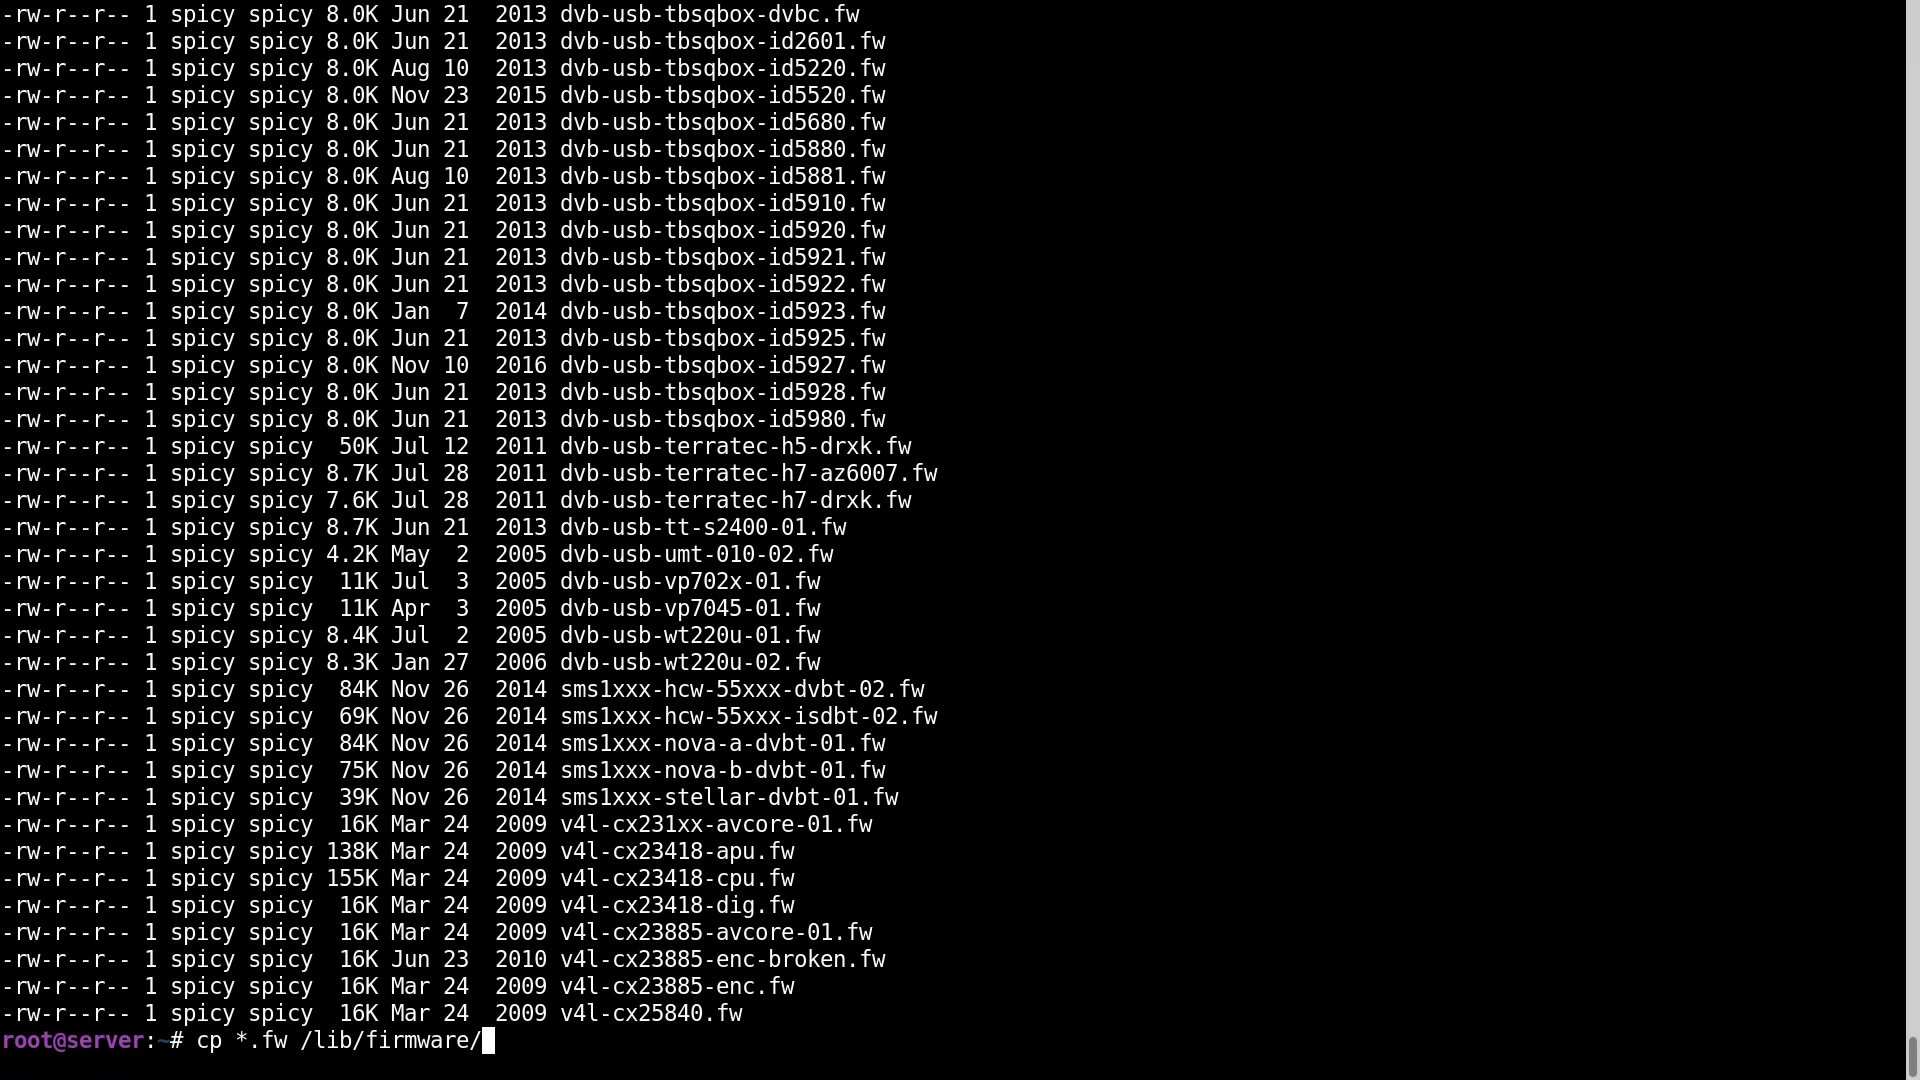 -rw-r--r-- 1 spicy spicy 8.0K Jun 21  2013 dvb-usb-tbsqbox-dvbc.fw
-rw-r--r-- 1 spicy spicy 8.0K Jun 21  2013 dvb-usb-tbsqbox-id2601.fw
-rw-r--r-- 1 spicy spicy 8.0K Aug 10  2013 dvb-usb-tbsqbox-id5220.fw
-rw-r--r-- 1 spicy spicy 8.0K Nov 23  2015 dvb-usb-tbsqbox-id5520.fw
-rw-r--r-- 1 spicy spicy 8.0K Jun 21  2013 dvb-usb-tbsqbox-id5680.fw
-rw-r--r-- 1 spicy spicy 8.0K Jun 21  2013 dvb-usb-tbsqbox-id5880.fw
-rw-r--r-- 1 spicy spicy 8.0K Aug 10  2013 dvb-usb-tbsqbox-id5881.fw
-rw-r--r-- 1 spicy spicy 8.0K Jun 21  2013 dvb-usb-tbsqbox-id5910.fw
-rw-r--r-- 1 spicy spicy 8.0K Jun 21  2013 dvb-usb-tbsqbox-id5920.fw
-rw-r--r-- 1 spicy spicy 8.0K Jun 21  2013 dvb-usb-tbsqbox-id5921.fw
-rw-r--r-- 1 spicy spicy 8.0K Jun 21  2013 dvb-usb-tbsqbox-id5922.fw
-rw-r--r-- 1 spicy spicy 8.0K Jan  7  2014 dvb-usb-tbsqbox-id5923.fw
-rw-r--r-- 1 spicy spicy 8.0K Jun 21  2013 dvb-usb-tbsqbox-id5925.fw
-rw-r--r-- 1 spicy spicy 8.0K Nov 10  2016 dvb-usb-tbsqbox-id5927.fw
-rw-r--r-- 1 spicy spicy 8.0K Jun 21  2013 dvb-usb-tbsqbox-id5928.fw
-rw-r--r-- 1 spicy spicy 8.0K Jun 21  2013 dvb-usb-tbsqbox-id5980.fw
-rw-r--r-- 1 spicy spicy  50K Jul 12  2011 dvb-usb-terratec-h5-drxk.fw
-rw-r--r-- 1 spicy spicy 8.7K Jul 28  2011 dvb-usb-terratec-h7-az6007.fw
-rw-r--r-- 1 spicy spicy 7.6K Jul 28  2011 dvb-usb-terratec-h7-drxk.fw
-rw-r--r-- 1 spicy spicy 8.7K Jun 21  2013 dvb-usb-tt-s2400-01.fw
-rw-r--r-- 1 spicy spicy 4.2K May  2  2005 dvb-usb-umt-010-02.fw
-rw-r--r-- 1 spicy spicy  11K Jul  3  2005 dvb-usb-vp702x-01.fw
-rw-r--r-- 1 spicy spicy  11K Apr  3  2005 dvb-usb-vp7045-01.fw
-rw-r--r-- 1 spicy spicy 8.4K Jul  2  2005 dvb-usb-wt220u-01.fw
-rw-r--r-- 1 spicy spicy 8.3K Jan 27  2006 dvb-usb-wt220u-02.fw
-rw-r--r-- 1 spicy spicy  84K Nov 26  2014 sms1xxx-hcw-55xxx-dvbt-02.fw
-rw-r--r-- 1 spicy spicy  69K Nov 26  2014 sms1xxx-hcw-55xxx-isdbt-02.fw
-rw-r--r-- 1 spicy spicy  84K Nov 26  2014 sms1xxx-nova-a-dvbt-01.fw
-rw-r--r-- 1 spicy spicy  75K Nov 26  2014 sms1xxx-nova-b-dvbt-01.fw
-rw-r--r-- 1 spicy spicy  39K Nov 26  2014 sms1xxx-stellar-dvbt-01.fw
-rw-r--r-- 1 spicy spicy  16K Mar 24  2009 v4l-cx231xx-avcore-01.fw
-rw-r--r-- 1 spicy spicy 138K Mar 24  2009 v4l-cx23418-apu.fw
-rw-r--r-- 1 spicy spicy 155K Mar 24  2009 v4l-cx23418-cpu.fw
-rw-r--r-- 1 spicy spicy  16K Mar 24  2009 v4l-cx23418-dig.fw
-rw-r--r-- 1 spicy spicy  16K Mar 24  2009 v4l-cx23885-avcore-01.fw
-rw-r--r-- 1 spicy spicy  16K Jun 23  2010 v4l-cx23885-enc-broken.fw
-rw-r--r-- 1 spicy spicy  16K Mar 24  2009 v4l-cx23885-enc.fw
-rw-r--r-- 1 spicy spicy  16K Mar 24  2009 v4l-cx25840.fw
root@server:~# cp *.fw /lib/firmware/